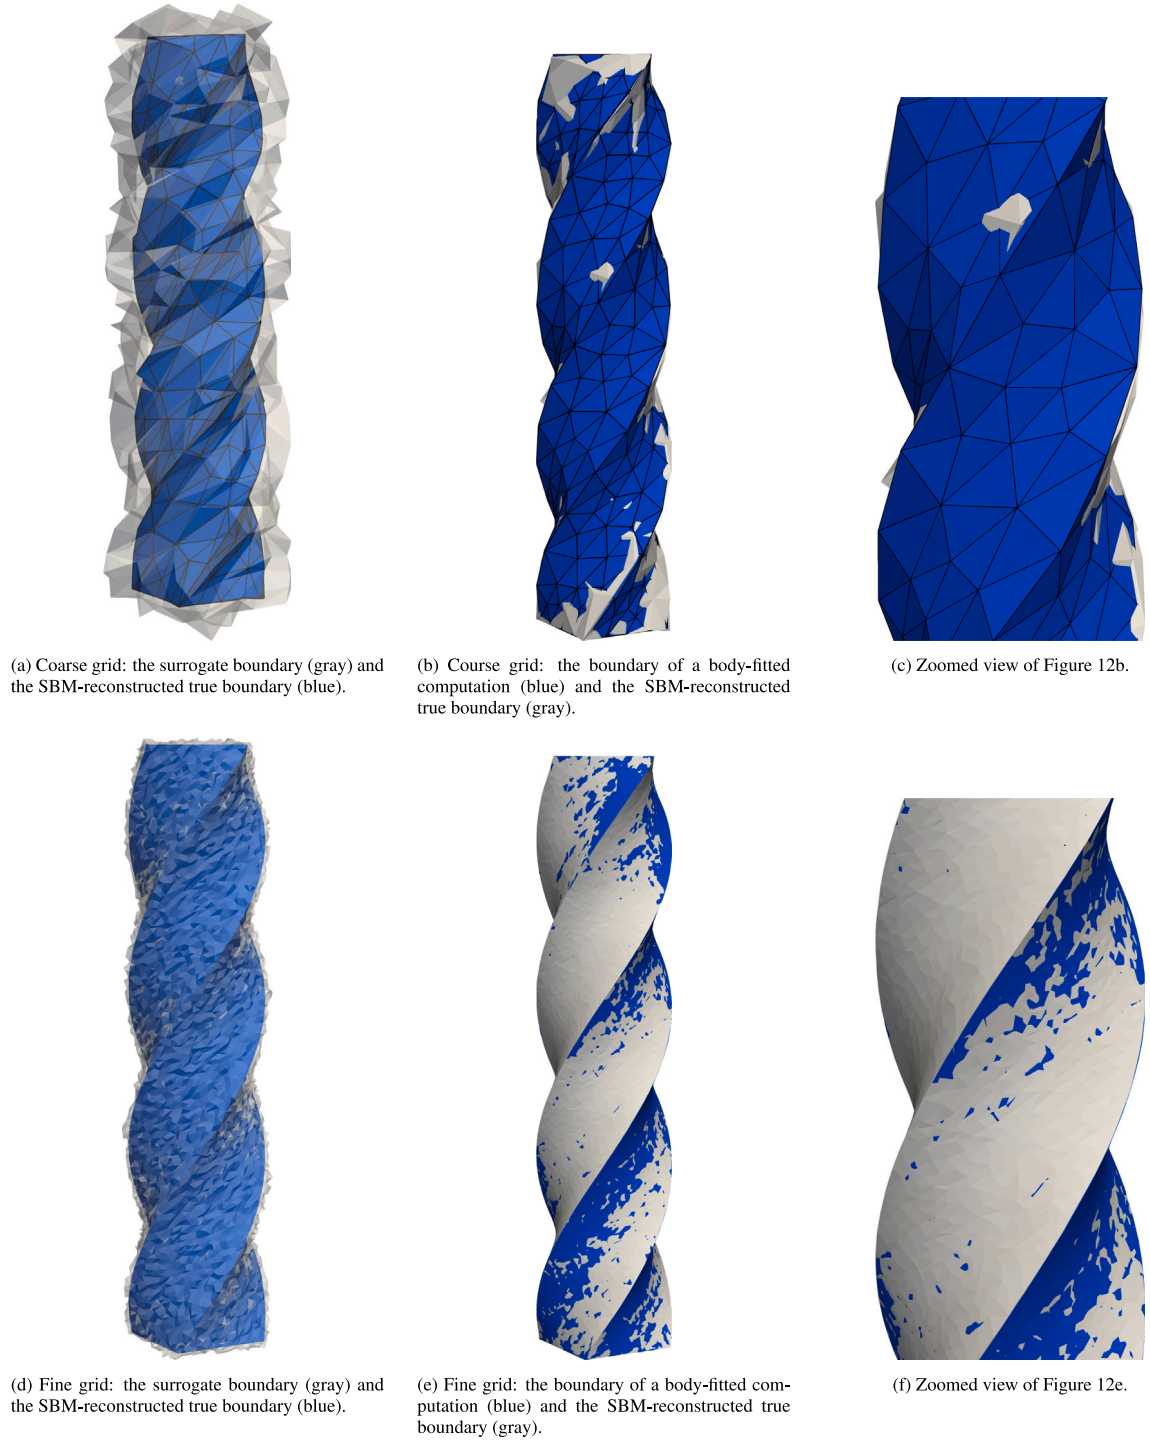 (a) Coarse grid: the surrogate boundary (gray) and
the SBM-reconstructed true boundary (blue).
(b) Course grid: the boundary of a body-fitted
computation (blue) and the SBM-reconstructed
true boundary (gray).
(c) Zoomed view of Figure 12b.
(d) Fine grid: the surrogate boundary (gray) and
the SBM-reconstructed true boundary (blue).
(e) Fine grid: the boundary of a body-fitted com-
putation (blue) and the SBM-reconstructed true
boundary (gray).
(f) Zoomed view of Figure 12e.